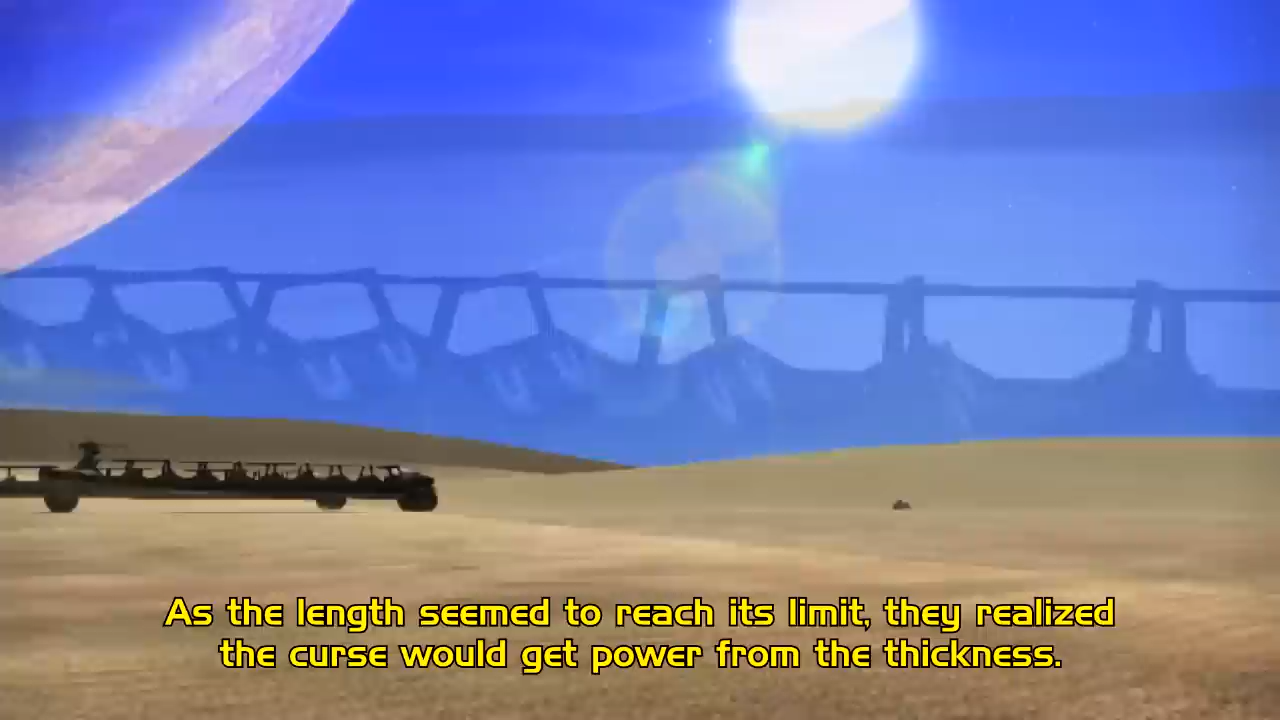 As the length seemed to reach its limit, they realized
the curse would get power from the thickness.